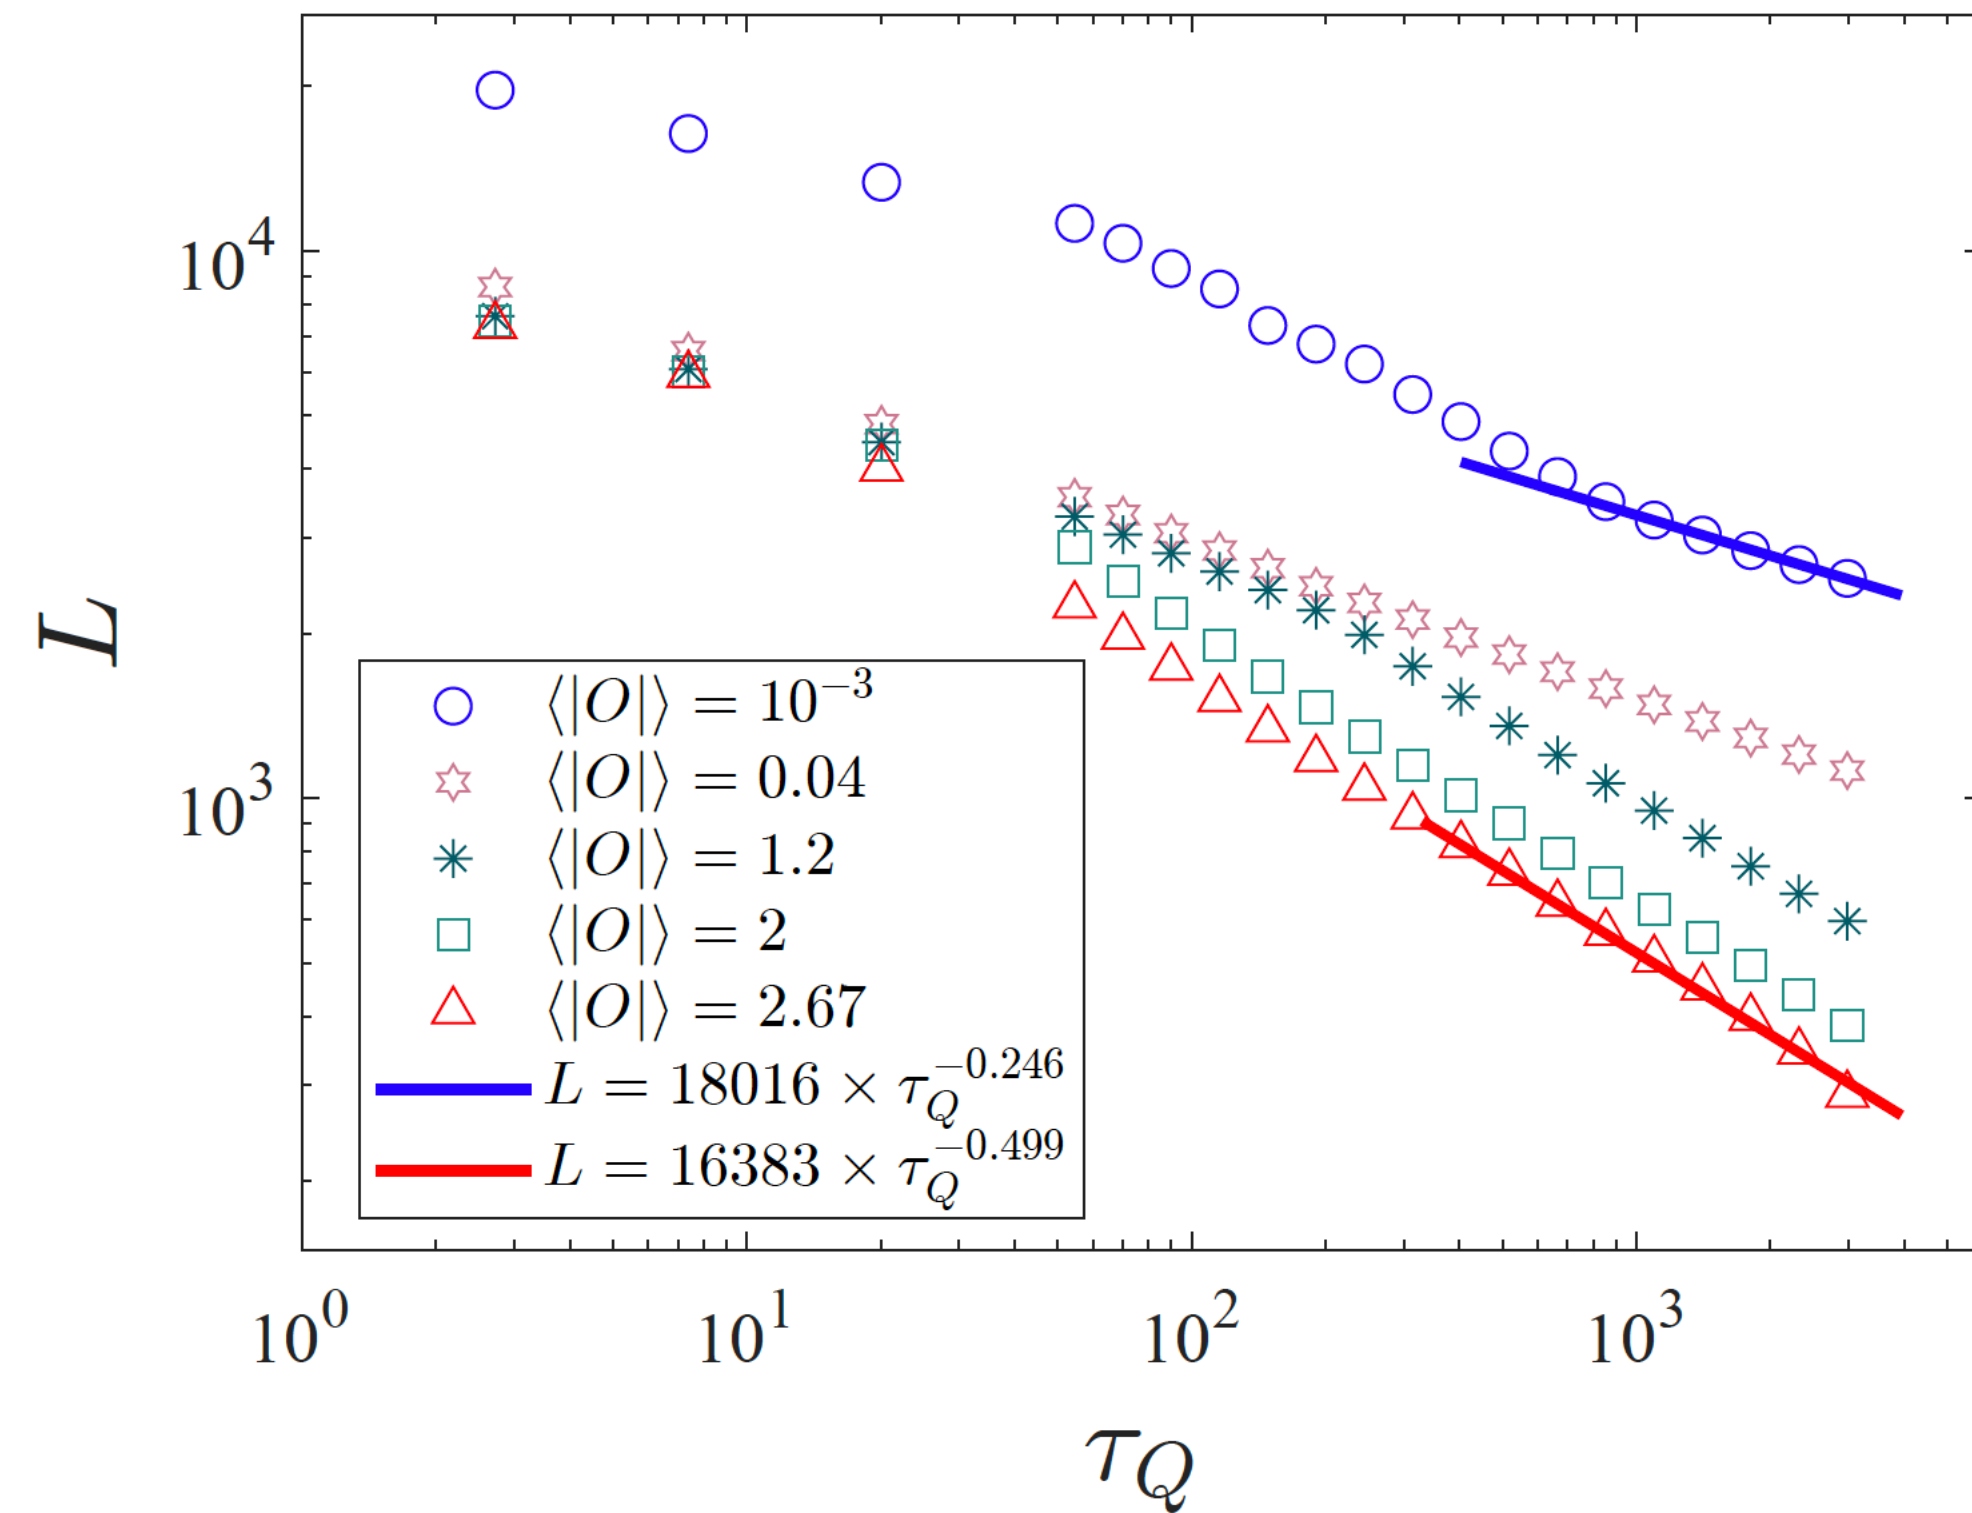 10^4
10^3
L
⟨|O|⟩ = 10^{-3}
⟨|O|⟩ = 0.04
⟨|O|⟩ = 1.2
⟨|O|⟩ = 2
⟨|O|⟩ = 2.67
L = 18016 × τ_Q^{-0.246}
L = 16383 × τ_Q^{-0.499}
10^0 10^1 10^2 10^3
τ_Q